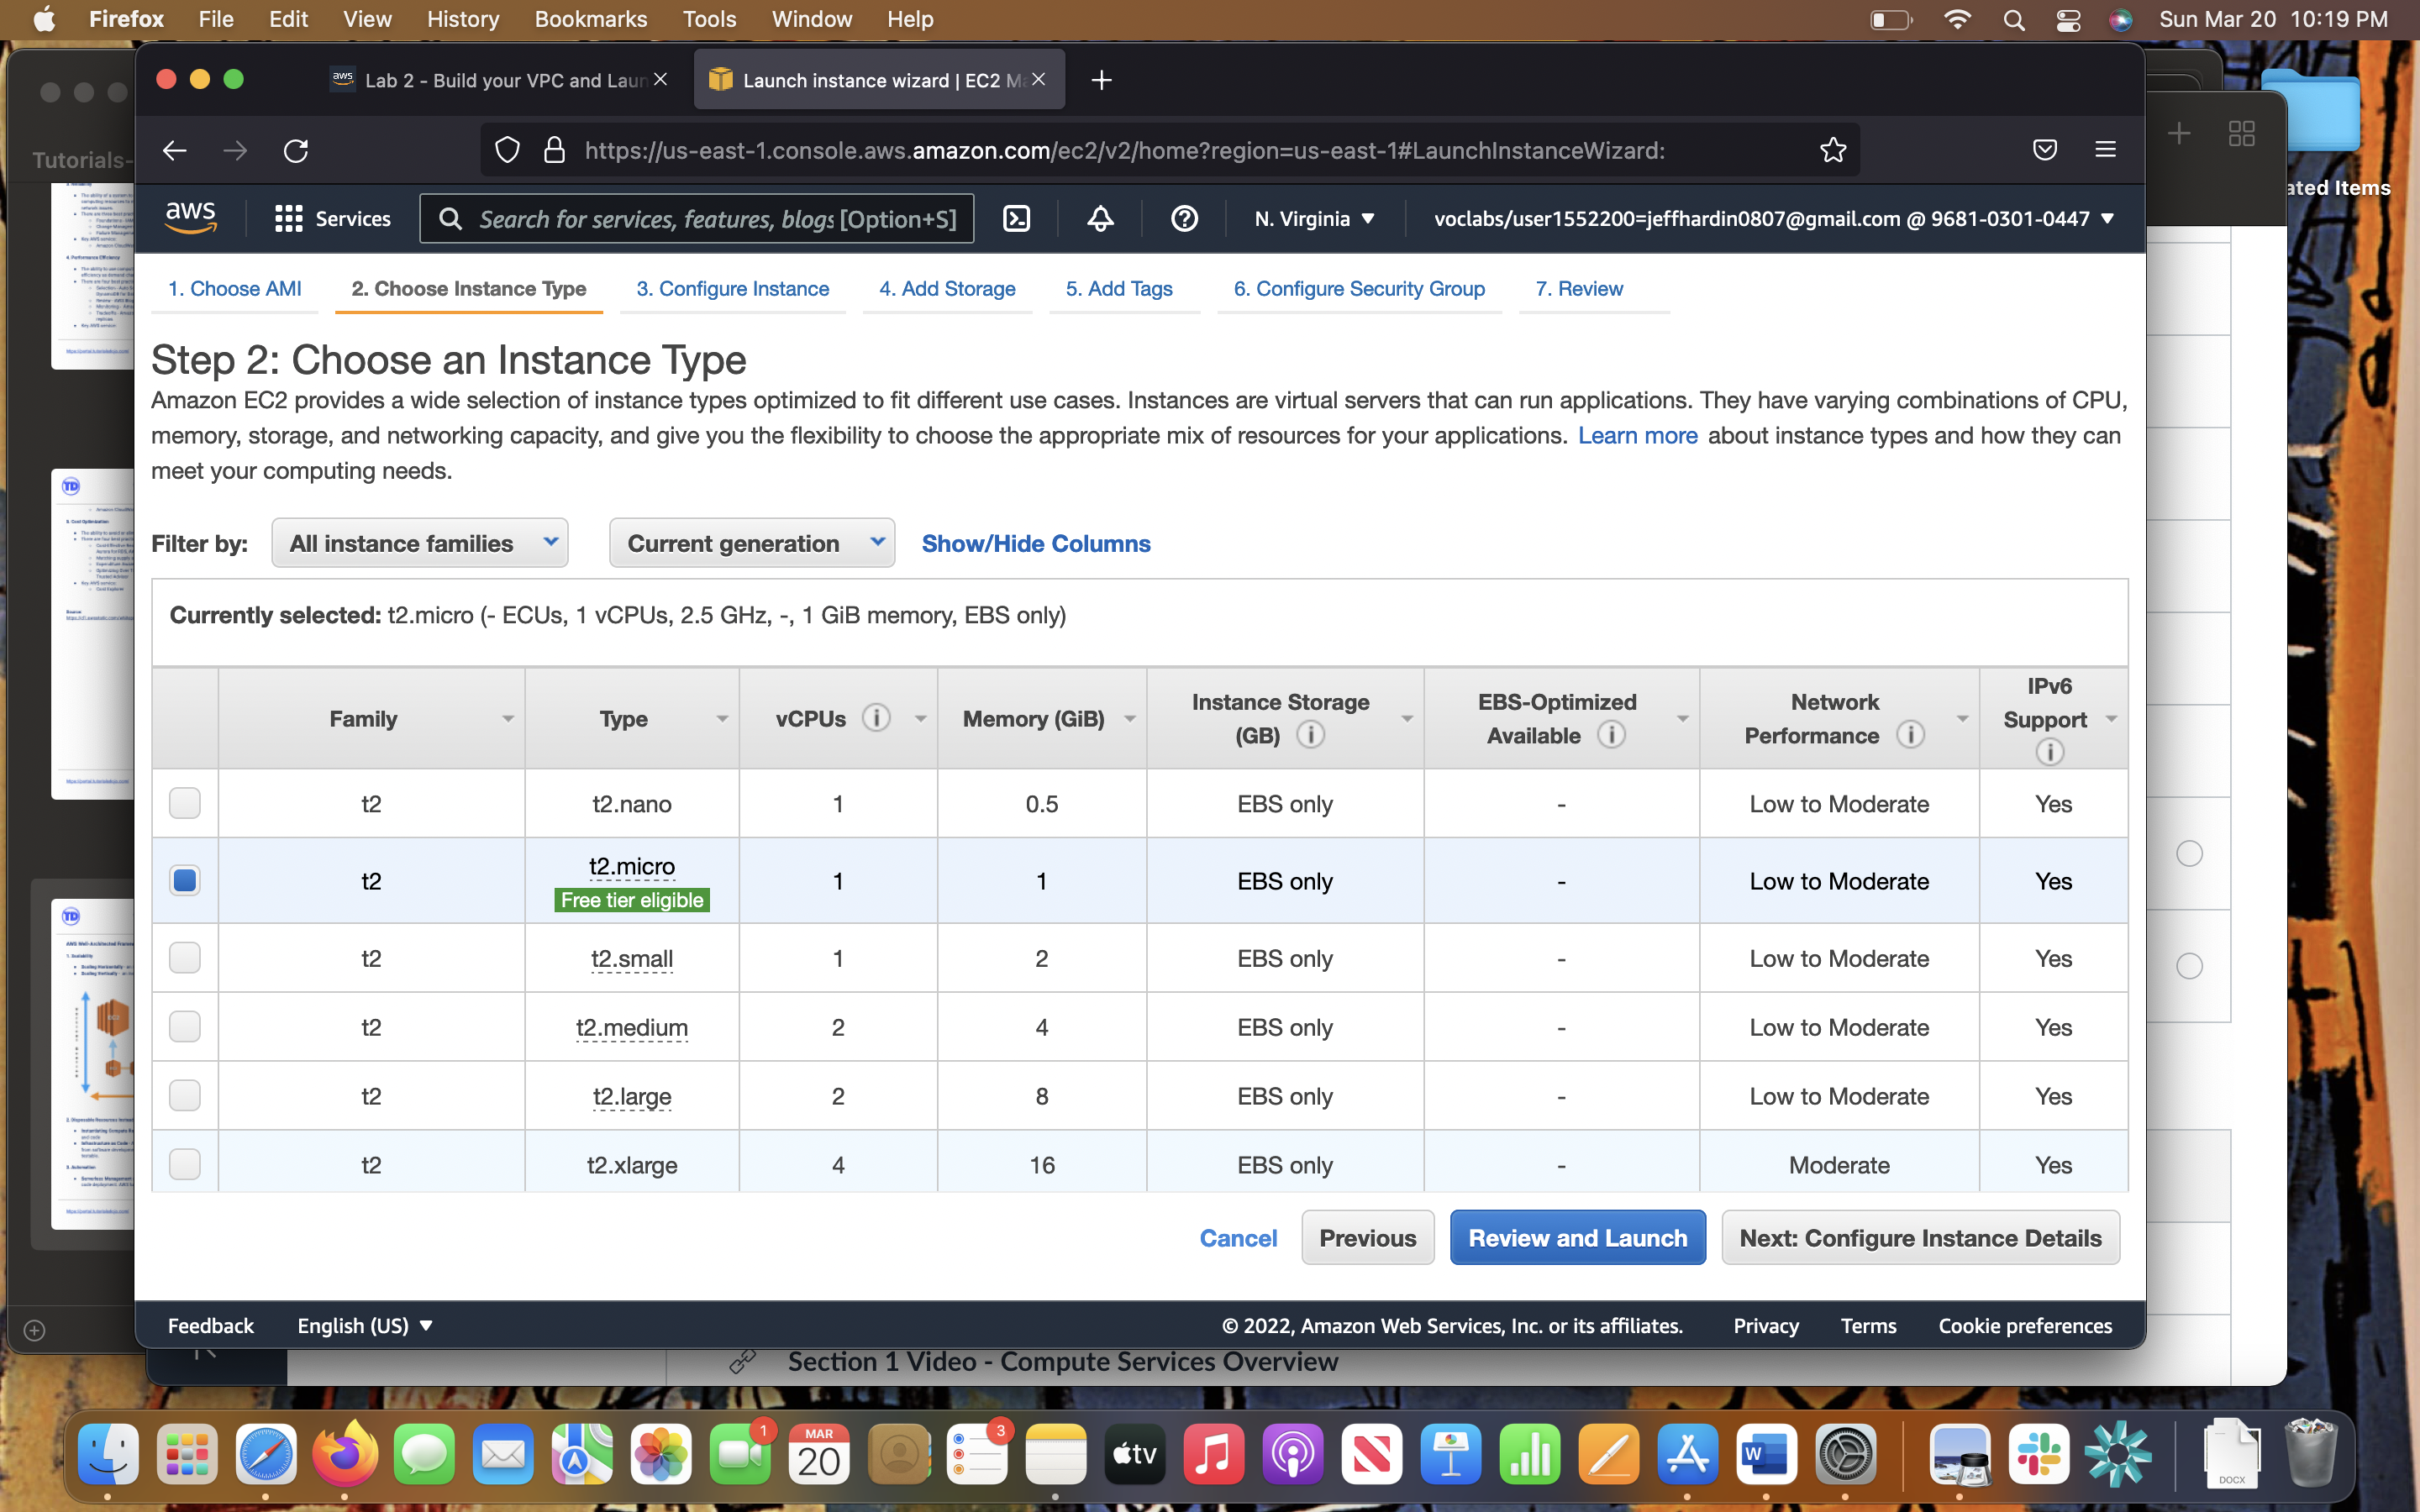 Firefox File Edit View History Bookmarks Tools Window Help Sun Mar 20 10:19 PM
aws Lab 2 - Build your VPC and Laun Launch instance wizard | EC2 Ma
Tutorials-
https://us-east-1.console.aws.amazon.com/ec2/v2/home?region=us-east-1#LaunchInstanceWizard:
ated Items
aws Services Search for services, features, blogs [Option+S] N. Virginia ▼ voclabs/user1552200=jeffhardin0807@gmail.com @ 9681-0301-0447 ▼
1. Choose AMI 2. Choose Instance Type 3. Configure Instance 4. Add Storage 5. Add Tags 6. Configure Security Group 7. Review
Step 2: Choose an Instance Type
Amazon EC2 provides a wide selection of instance types optimized to fit different use cases. Instances are virtual servers that can run applications. They have varying combinations of CPU,
memory, storage, and networking capacity, and give you the flexibility to choose the appropriate mix of resources for your applications. Learn more about instance types and how they can
meet your computing needs.
Filter by: All instance families Current generation Show/Hide Columns
Currently selected: t2.micro (- ECUs, 1 vCPUs, 2.5 GHz, -, 1 GiB memory, EBS only)
Family Type vCPUs Memory (GiB) Instance Storage (GB) EBS-Optimized Available Network Performance IPv6 Support
t2 t2.nano 1 0.5 EBS only - Low to Moderate Yes
t2 t2.micro Free tier eligible 1 1 EBS only - Low to Moderate Yes
t2 t2.small 1 2 EBS only - Low to Moderate Yes
t2 t2.medium 2 4 EBS only - Low to Moderate Yes
t2 t2.large 2 8 EBS only - Low to Moderate Yes
t2 t2.xlarge 4 16 EBS only - Moderate Yes
Cancel Previous Review and Launch Next: Configure Instance Details
Feedback English (US) ▼ © 2022, Amazon Web Services, Inc. or its affiliates. Privacy Terms Cookie preferences
Section 1 Video - Compute Services Overview
1 MAR 20 3 tv W DOCX